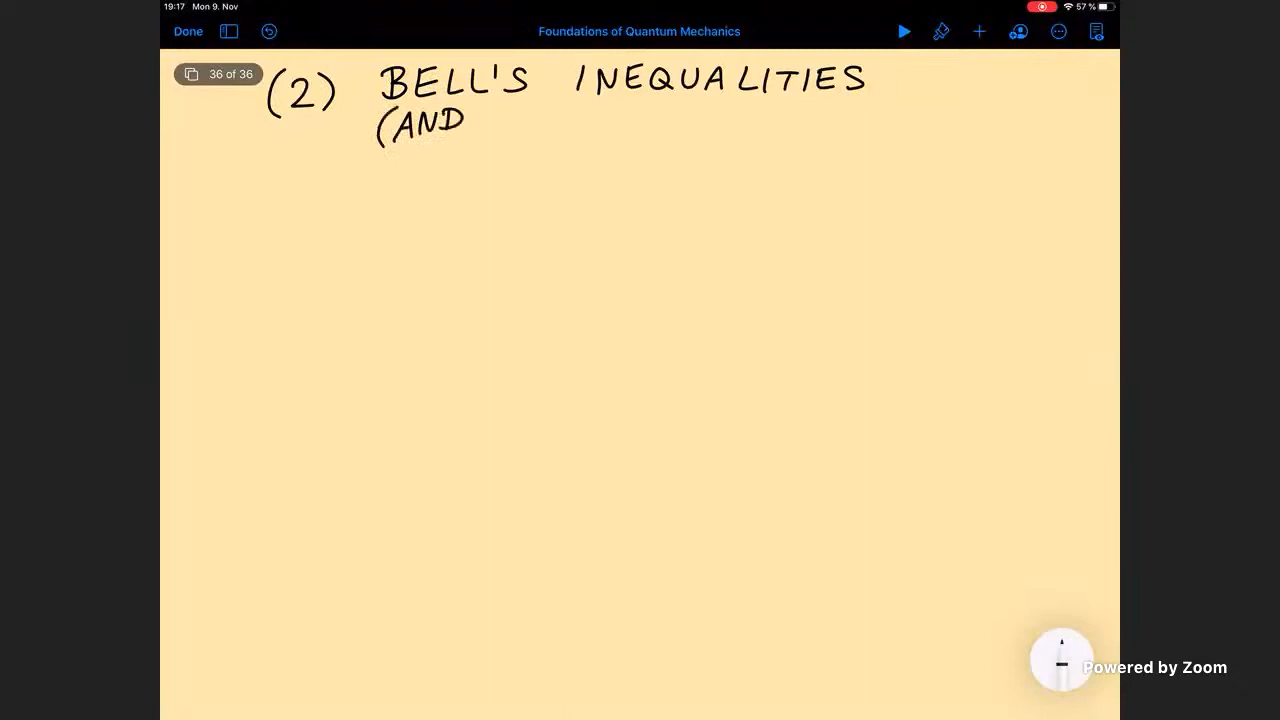 19:17 Mon 9. Nov 57 %
Done Foundations of Quantum Mechanics
36 of 36
(2) BELL'S INEQUALITIES
(AND
Powered by Zoom